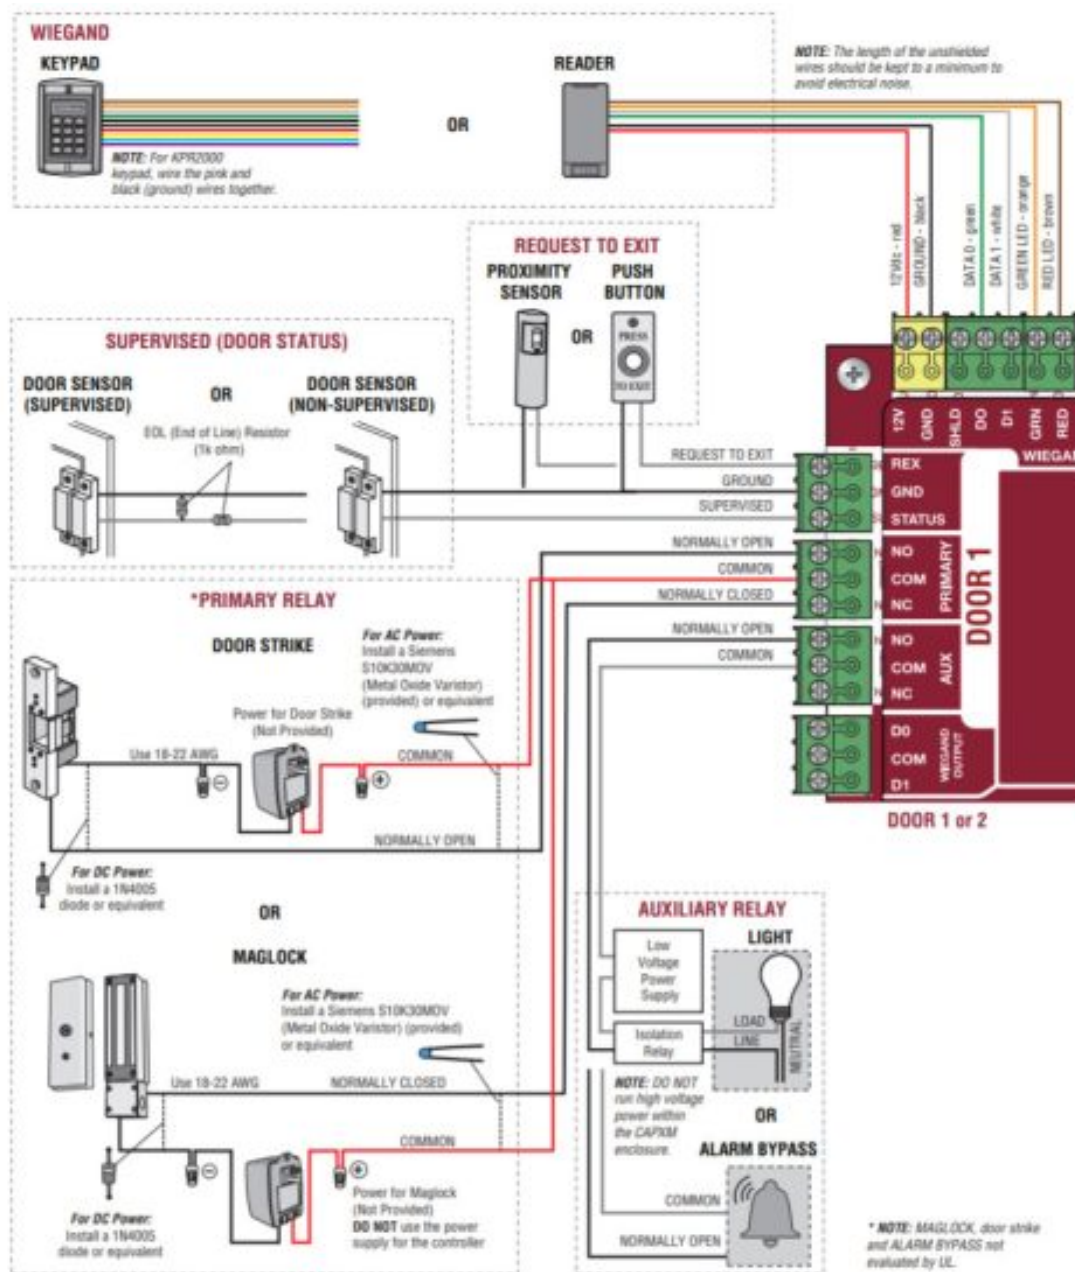 WIEGAND
KEYPAD
NOTE: For KPR2000
keypad, wire the pink and
black (ground) wires together.
OR
READER
NOTE: The length of the unshielded
wires should be kept to a minimum to
avoid electrical noise.
12Vdc - red
GROUND - black
DATA 0 - green
DATA 1 - white
GREEN LED - orange
RED LED - brown
REQUEST TO EXIT
PROXIMITY
SENSOR
OR
PUSH
BUTTON
PRESS
TO EXIT
SUPERVISED (DOOR STATUS)
DOOR SENSOR
(SUPERVISED)
OR
DOOR SENSOR
(NON-SUPERVISED)
EOL (End of Line) Resistor
(1k ohm)
REQUEST TO EXIT
GROUND
SUPERVISED
NORMALLY OPEN
COMMON
NORMALLY CLOSED
NORMALLY OPEN
COMMON
12V
GND
SHLD
D0
D1
GRN
RED
WIEGAN
REX
GND
STATUS
NO
COM
NC
PRIMARY
NO
COM
NC
AUX
D0
COM
D1
WIEGAND
OUTPUT
DOOR 1
DOOR 1 or 2
*PRIMARY RELAY
DOOR STRIKE
For AC Power:
Install a Siemens
S10K30MOV
(Metal Oxide Varistor)
(provided) or equivalent
Power for Door Strike
(Not Provided)
Use 18-22 AWG
COMMON
NORMALLY OPEN
For DC Power:
Install a 1N4005
diode or equivalent
OR
MAGLOCK
For AC Power:
Install a Siemens S10K30MOV
(Metal Oxide Varistor) (provided)
or equivalent
Use 18-22 AWG
NORMALLY CLOSED
COMMON
For DC Power:
Install a 1N4005
diode or equivalent
Power for Maglock
(Not Provided)
DO NOT use the power
supply for the controller
AUXILIARY RELAY
Low
Voltage
Power
Supply
LIGHT
Isolation
Relay
LOAD
LINE
NEUTRAL
NOTE: DO NOT
run high voltage
power within
the CAPXM
enclosure.
OR
ALARM BYPASS
COMMON
NORMALLY OPEN
* NOTE: MAGLOCK, door strike
and ALARM BYPASS not
evaluated by UL.